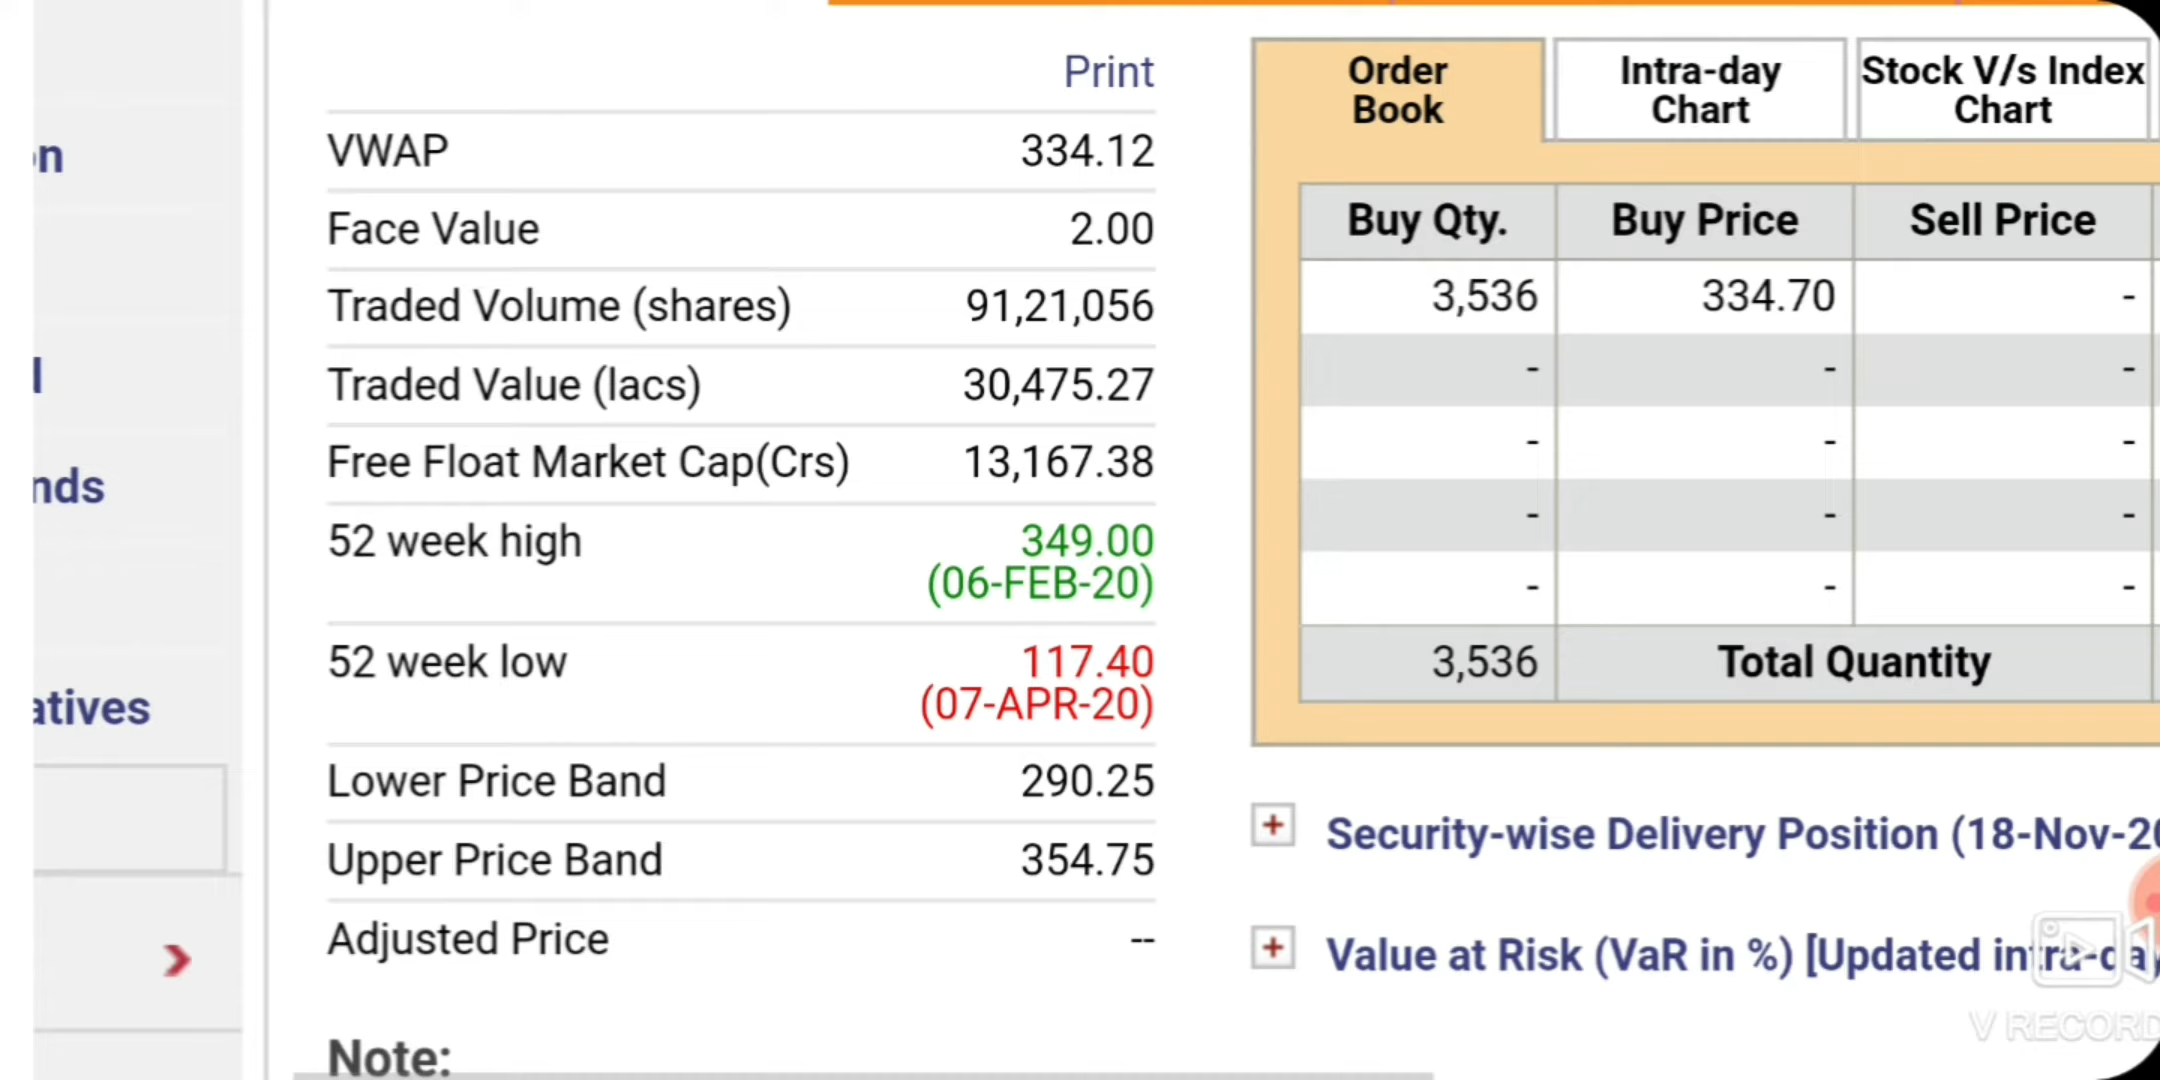 Print
VWAP 334.12
Face Value 2.00
Traded Volume (shares) 91,21,056
Traded Value (lacs) 30,475.27
Free Float Market Cap(Crs) 13,167.38
52 week high 349.00
(06-FEB-20)
52 week low 117.40
(07-APR-20)
Lower Price Band 290.25
Upper Price Band 354.75
Adjusted Price --
Note:
Order
Book
Intra-day
Chart
Stock V/s Index
Chart
Buy Qty. Buy Price Sell Price
3,536 334.70 -
- - -
- - -
- - -
- - -
3,536 Total Quantity
+ Security-wise Delivery Position (18-Nov-20
+ Value at Risk (VaR in %) [Updated intra-day
V RECORD